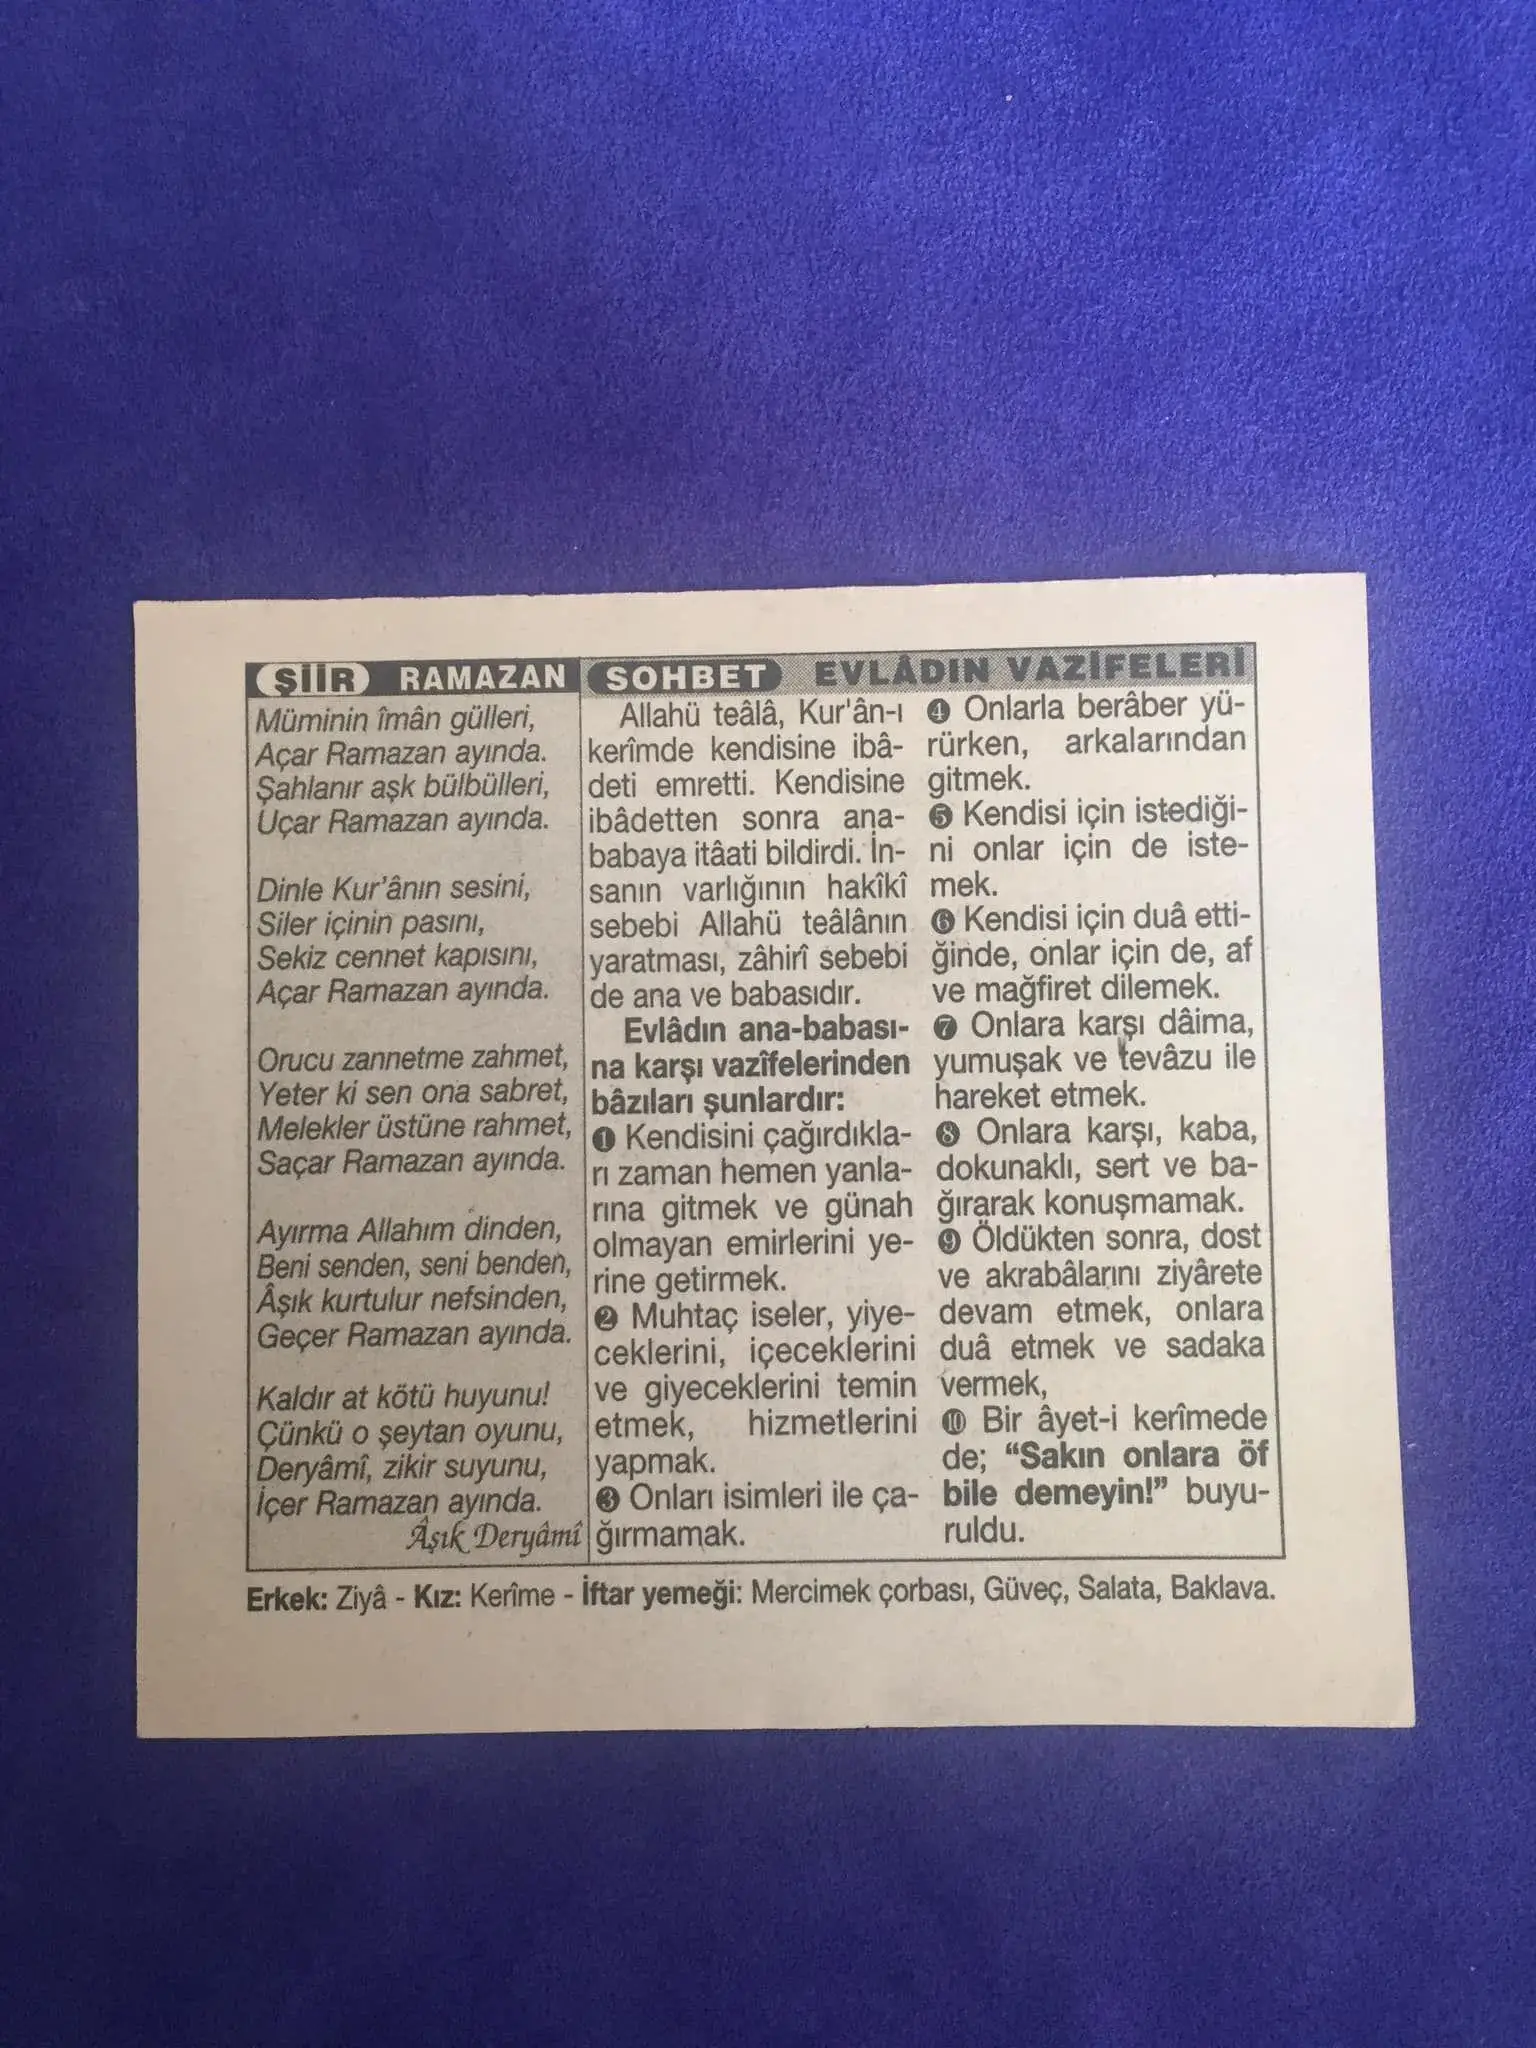 ŞİİR RAMAZAN
Müminin îmân gülleri,
Açar Ramazan ayında.
Şahlanır aşk bülbülleri,
Uçar Ramazan ayında.
Dinle Kur'ânın sesini,
Siler içinin pasını,
Sekiz cennet kapısını,
Açar Ramazan ayında.
Orucu zannetme zahmet,
Yeter ki sen ona sabret,
Melekler üstüne rahmet,
Saçar Ramazan ayında.
Ayırma Allahım dinden,
Beni senden, seni benden,
Âşık kurtulur nefsinden,
Geçer Ramazan ayında.
Kaldır at kötü huyunu!
Çünkü o şeytan oyunu,
Deryâmî, zikir suyunu,
İçer Ramazan ayında.
Âşık Deryâmî
SOHBET EVLÂDIN VAZİFELERİ
Allahü teâlâ, Kur'ân-ı
kerîmde kendisine ibâ-
deti emretti. Kendisine
ibâdetten sonra ana-
babaya itâati bildirdi. İn-
sanın varlığının hakîkî
sebebi Allahü teâlânın
yaratması, zâhirî sebebi
de ana ve babasıdır.
Evlâdın ana-babası-
na karşı vazîfelerinden
bâzıları şunlardır:
❶ Kendisini çağırdıkla-
rı zaman hemen yanla-
rına gitmek ve günah
olmayan emirlerini ye-
rine getirmek.
❷ Muhtaç iseler, yiye-
ceklerini, içeceklerini
ve giyeceklerini temin
etmek, hizmetlerini
yapmak.
❸ Onları isimleri ile ça-
ğırmamak.
❹ Onlarla berâber yü-
rürken, arkalarından
gitmek.
❺ Kendisi için istediği-
ni onlar için de iste-
mek.
❻ Kendisi için duâ etti-
ğinde, onlar için de, af
ve mağfiret dilemek.
❼ Onlara karşı dâima,
yumuşak ve tevâzu ile
hareket etmek.
❽ Onlara karşı, kaba,
dokunaklı, sert ve ba-
ğırarak konuşmamak.
❾ Öldükten sonra, dost
ve akrabâlarını ziyârete
devam etmek, onlara
duâ etmek ve sadaka
vermek,
❿ Bir âyet-i kerîmede
de; “Sakın onlara öf
bile demeyin!” buyu-
ruldu.
Erkek: Ziyâ - Kız: Kerîme - İftar yemeği: Mercimek çorbası, Güveç, Salata, Baklava.